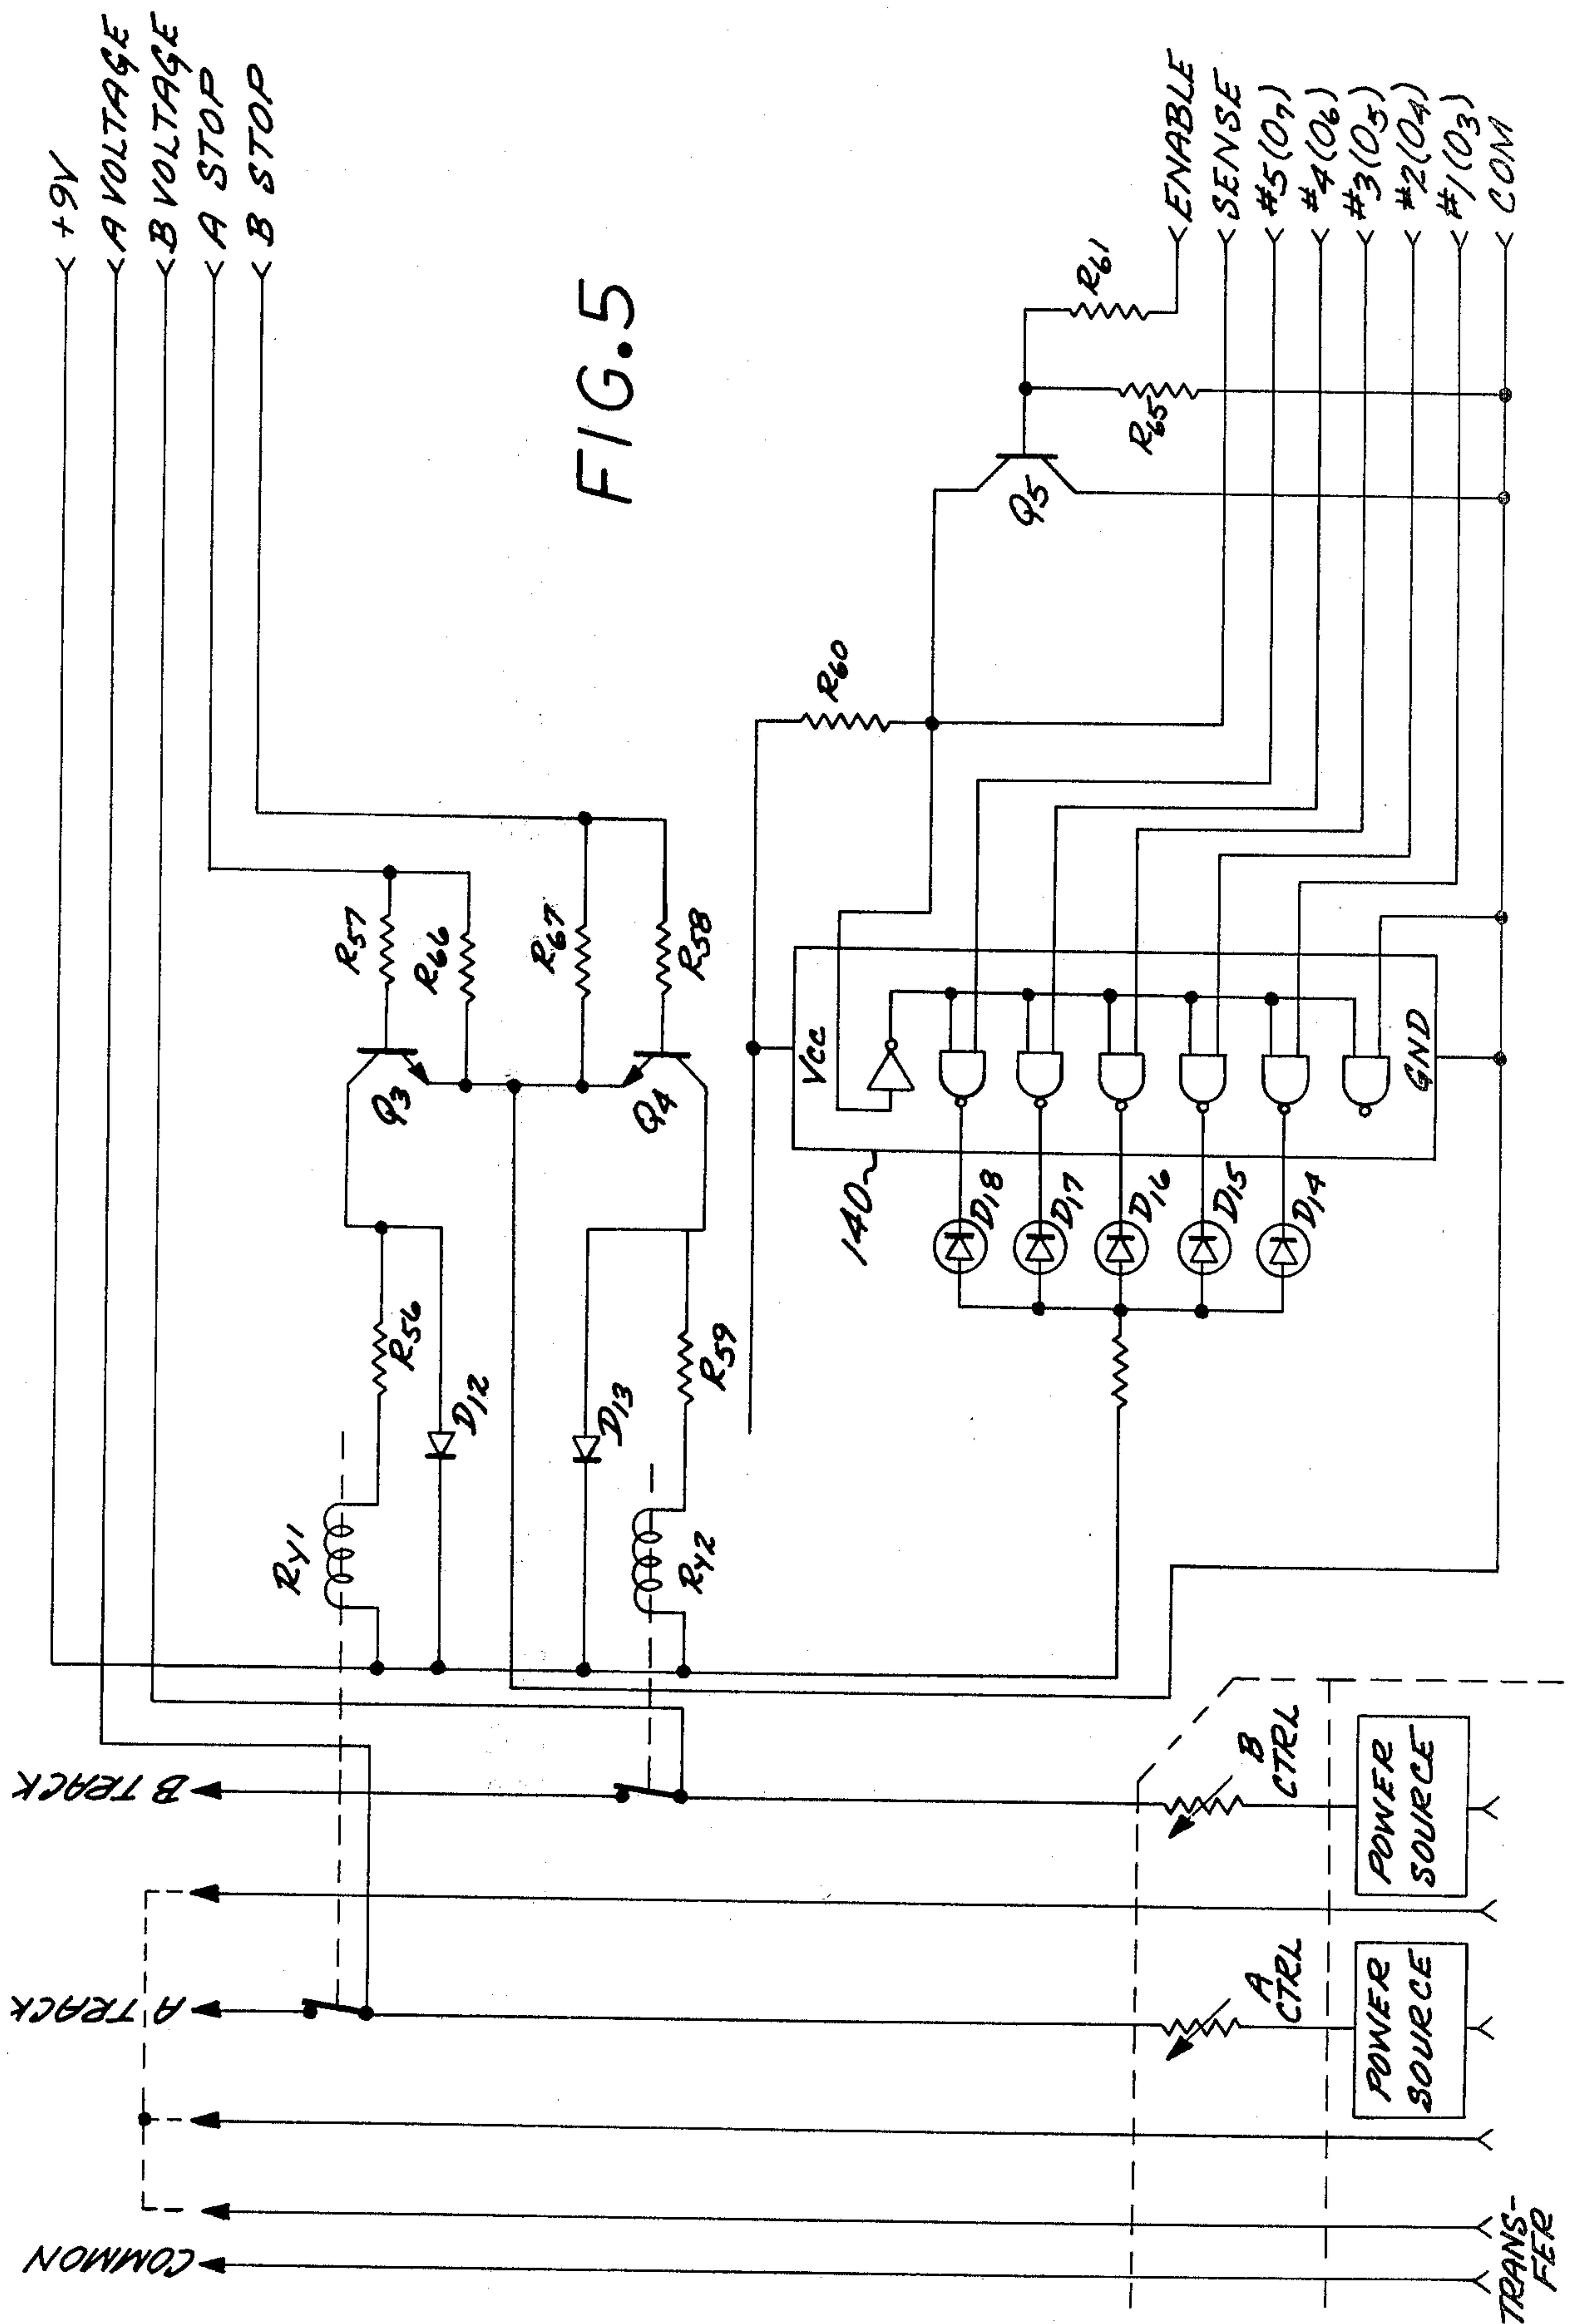 +9V
A VOLTAGE
B VOLTAGE
A STOP
B STOP
FIG. 5
ENABLE
SENSE
#5(O7)
#4(O6)
#3(O5)
#2(O4)
#1(O3)
COM
R61
R65
Q5
R60
R57
R66
R67
R58
Q3
Q4
Vcc
GND
140
D18
D17
D16
D15
D14
R56
D12
D13
R59
RY1
RY2
B TRACK
A TRACK
COMMON
B
CTRL
A
CTRL
POWER
SOURCE
POWER
SOURCE
TRANS-
FER